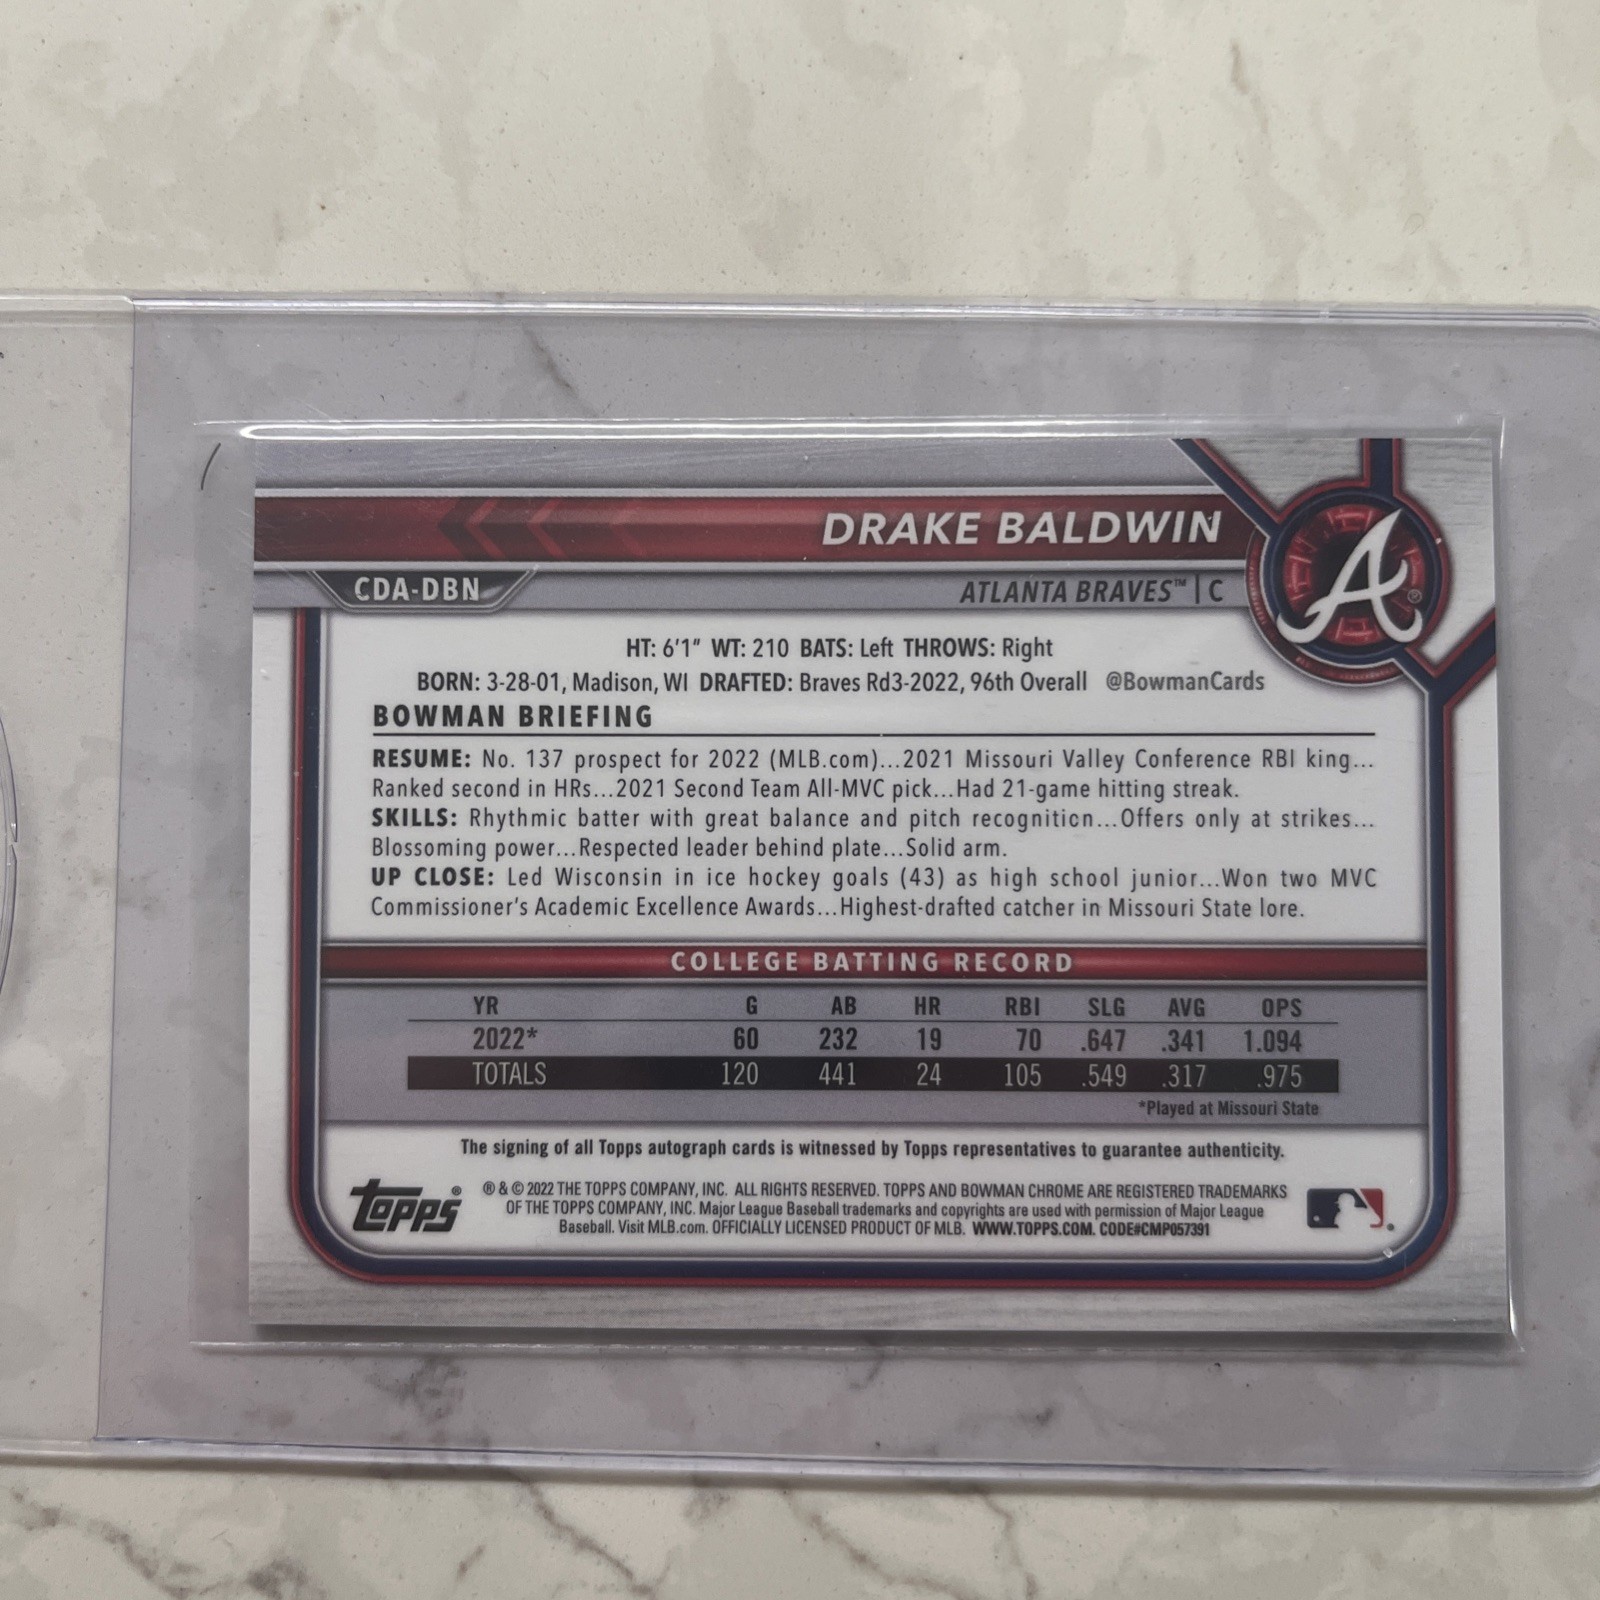 DRAKE BALDWIN
CDA-DBN
ATLANTA BRAVES™ | C
A®
HT: 6'1" WT: 210 BATS: Left THROWS: Right
BORN: 3-28-01, Madison, WI DRAFTED: Braves Rd3-2022, 96th Overall @BowmanCards
BOWMAN BRIEFING
RESUME: No. 137 prospect for 2022 (MLB.com)...2021 Missouri Valley Conference RBI king...
Ranked second in HRs...2021 Second Team All-MVC pick...Had 21-game hitting streak.
SKILLS: Rhythmic batter with great balance and pitch recognition...Offers only at strikes...
Blossoming power...Respected leader behind plate...Solid arm.
UP CLOSE: Led Wisconsin in ice hockey goals (43) as high school junior...Won two MVC
Commissioner's Academic Excellence Awards...Highest-drafted catcher in Missouri State lore.
COLLEGE BATTING RECORD
YR G AB HR RBI SLG AVG OPS
2022* 60 232 19 70 .647 .341 1.094
TOTALS 120 441 24 105 .549 .317 .975
*Played at Missouri State
The signing of all Topps autograph cards is witnessed by Topps representatives to guarantee authenticity.
topps®
® & © 2022 THE TOPPS COMPANY, INC. ALL RIGHTS RESERVED. TOPPS AND BOWMAN CHROME ARE REGISTERED TRADEMARKS
OF THE TOPPS COMPANY, INC. Major League Baseball trademarks and copyrights are used with permission of Major League
Baseball. Visit MLB.com. OFFICIALLY LICENSED PRODUCT OF MLB. WWW.TOPPS.COM. CODE#CMP057391